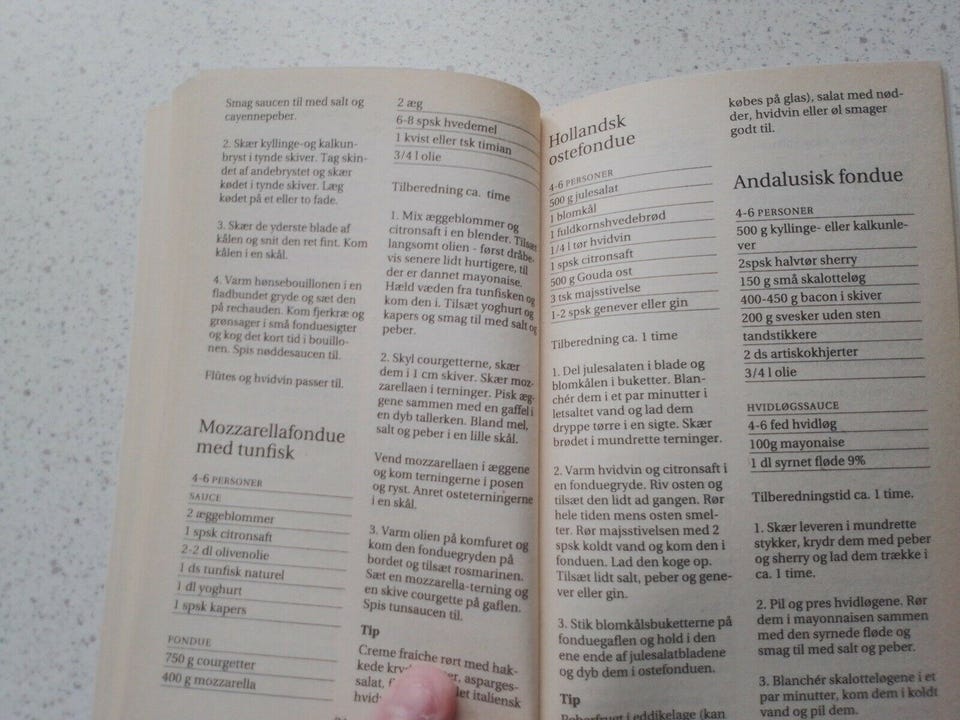 Smag saucen til med salt og
cayennepeber.
2. Skær kyllinge-og kalkun-
bryst i tynde skiver. Tag skin-
det af andebrystet og skær
kødet i tynde skiver. Læg
kødet på et eller to fade.
3. Skær de yderste blade af
kålen og snit den ret fint. Kom
kålen i en skål.
4. Varm hønsebouillonen i en
fladbundet gryde og sæt den
på rechauden. Kom fjerkræ og
grønsager i små fonduesigter
og kog det kort tid i bouillo-
nen. Spis nøddesaucen til.
Flûtes og hvidvin passer til.
Mozzarellafondue
med tunfisk
4-6 PERSONER
SAUCE
2 æggeblommer
1 spsk citronsaft
2-2 dl olivenolie
1 ds tunfisk naturel
1 dl yoghurt
1 spsk kapers
FONDUE
750 g courgetter
400 g mozzarella
2 æg
6-8 spsk hvedemel
1 kvist eller tsk timian
3/4 l olie
Tilberedning ca. time
1. Mix æggeblommer og
citronsaft i en blender. Tilsæt
langsomt olien - først dråbe-
vis senere lidt hurtigere, til
der er dannet mayonaise.
Hæld væden fra tunfisken og
kom den i. Tilsæt yoghurt og
kapers og smag til med salt og
peber.
2. Skyl courgetterne, skær
dem i 1 cm skiver. Skær moz-
zarellaen i terninger. Pisk æg-
gene sammen med en gaffel i
en dyb tallerken. Bland mel,
salt og peber i en lille skål.
Vend mozzarellaen i æggene
og kom terningerne i posen
og ryst. Anret osteterningerne
i en skål.
3. Varm olien på komfuret og
kom den fonduegryden på
bordet og tilsæt rosmarinen.
Sæt en mozzarella-terning og
en skive courgette på gaflen.
Spis tunsaucen til.
Tip
Creme fraiche rørt med hak-
kede asparges-
salat, italiensk
Hollandsk
ostefondue
4-6 PERSONER
500 g julesalat
1 blomkål
1 fuldkornshvedebrød
1/4 l tør hvidvin
1 spsk citronsaft
500 g Gouda ost
3 tsk majsstivelse
1-2 spsk genever eller gin
Tilberedning ca. 1 time
1. Del julesalaten i blade og
blomkålen i buketter. Blan-
chér dem i et par minutter i
letsaltet vand og lad dem
dryppe tørre i en sigte. Skær
brødet i mundrette terninger.
2. Varm hvidvin og citronsaft i
en fonduegryde. Riv osten og
tilsæt den lidt ad gangen. Rør
hele tiden mens osten smel-
ter. Rør majsstivelsen med 2
spsk koldt vand og kom den i
fonduen. Lad den koge op.
Tilsæt lidt salt, peber og gene-
ver eller gin.
3. Stik blomkålsbuketterne på
fonduegaflen og hold i den
ene ende af julesalatbladene
og dyb dem i ostefonduen.
Tip
Peberfrugt i eddikelage (kan
købes på glas), salat med nød-
der, hvidvin eller øl smager
godt til.
Andalusisk fondue
4-6 PERSONER
500 g kyllinge- eller kalkunle-
ver
2spsk halvtør sherry
150 g små skalotteløg
400-450 g bacon i skiver
200 g svesker uden sten
tandstikkere
2 ds artiskokhjerter
3/4 l olie
HVIDLØGSSAUCE
4-6 fed hvidløg
100g mayonaise
1 dl syrnet fløde 9%
Tilberedningstid ca. 1 time.
1. Skær leveren i mundrette
stykker, krydr dem med peber
og sherry og lad dem trække i
ca. 1 time.
2. Pil og pres hvidløgene. Rør
dem i mayonnaisen sammen
med den syrnede fløde og
smag til med salt og peber.
3. Blanchér skalotteløgene i et
par minutter, kom dem i koldt
vand og pil dem.